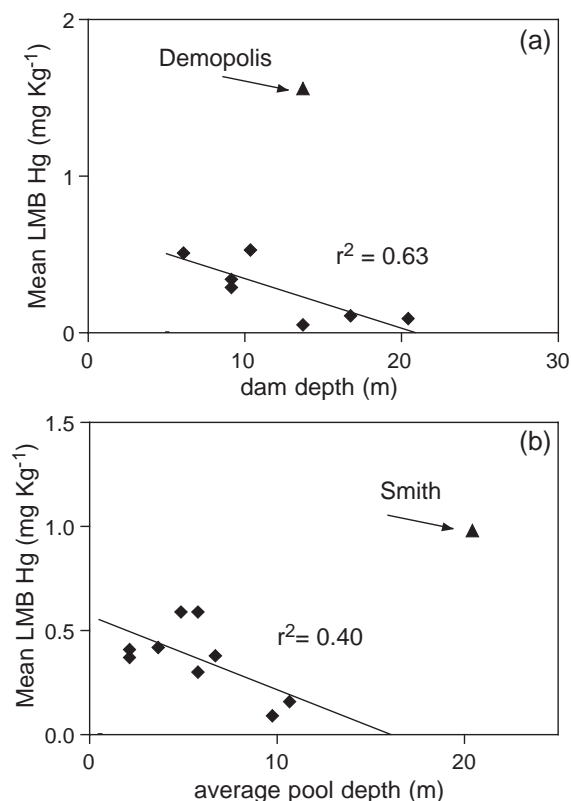 (a)
Demopolis
Mean LMB Hg (mg Kg⁻¹)
2
1
0
r² = 0.63
0 10 20 30
dam depth (m)
(b)
Smith
Mean LMB Hg (mg Kg⁻¹)
1.5
1.0
0.5
0.0
r²= 0.40
0 10 20
average pool depth (m)